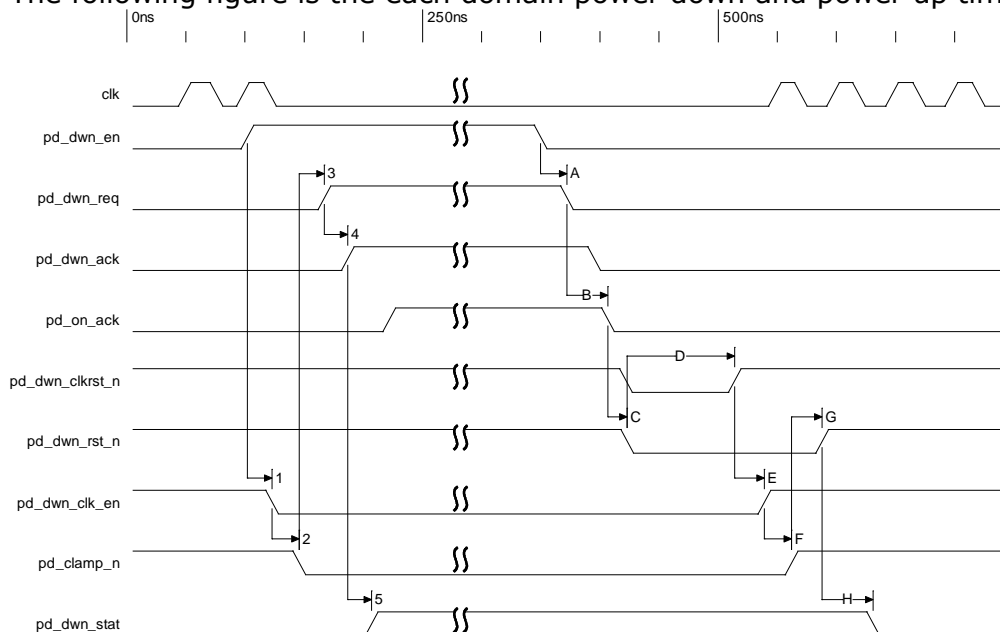 The following figure is the each domain power down and power up tim
0ns 250ns 500ns
clk
pd_dwn_en
3 A
pd_dwn_req
4
pd_dwn_ack
B
pd_on_ack
D
pd_dwn_clkrst_n
C G
pd_dwn_rst_n
1 E
pd_dwn_clk_en
2 F
pd_clamp_n
5 H
pd_dwn_stat